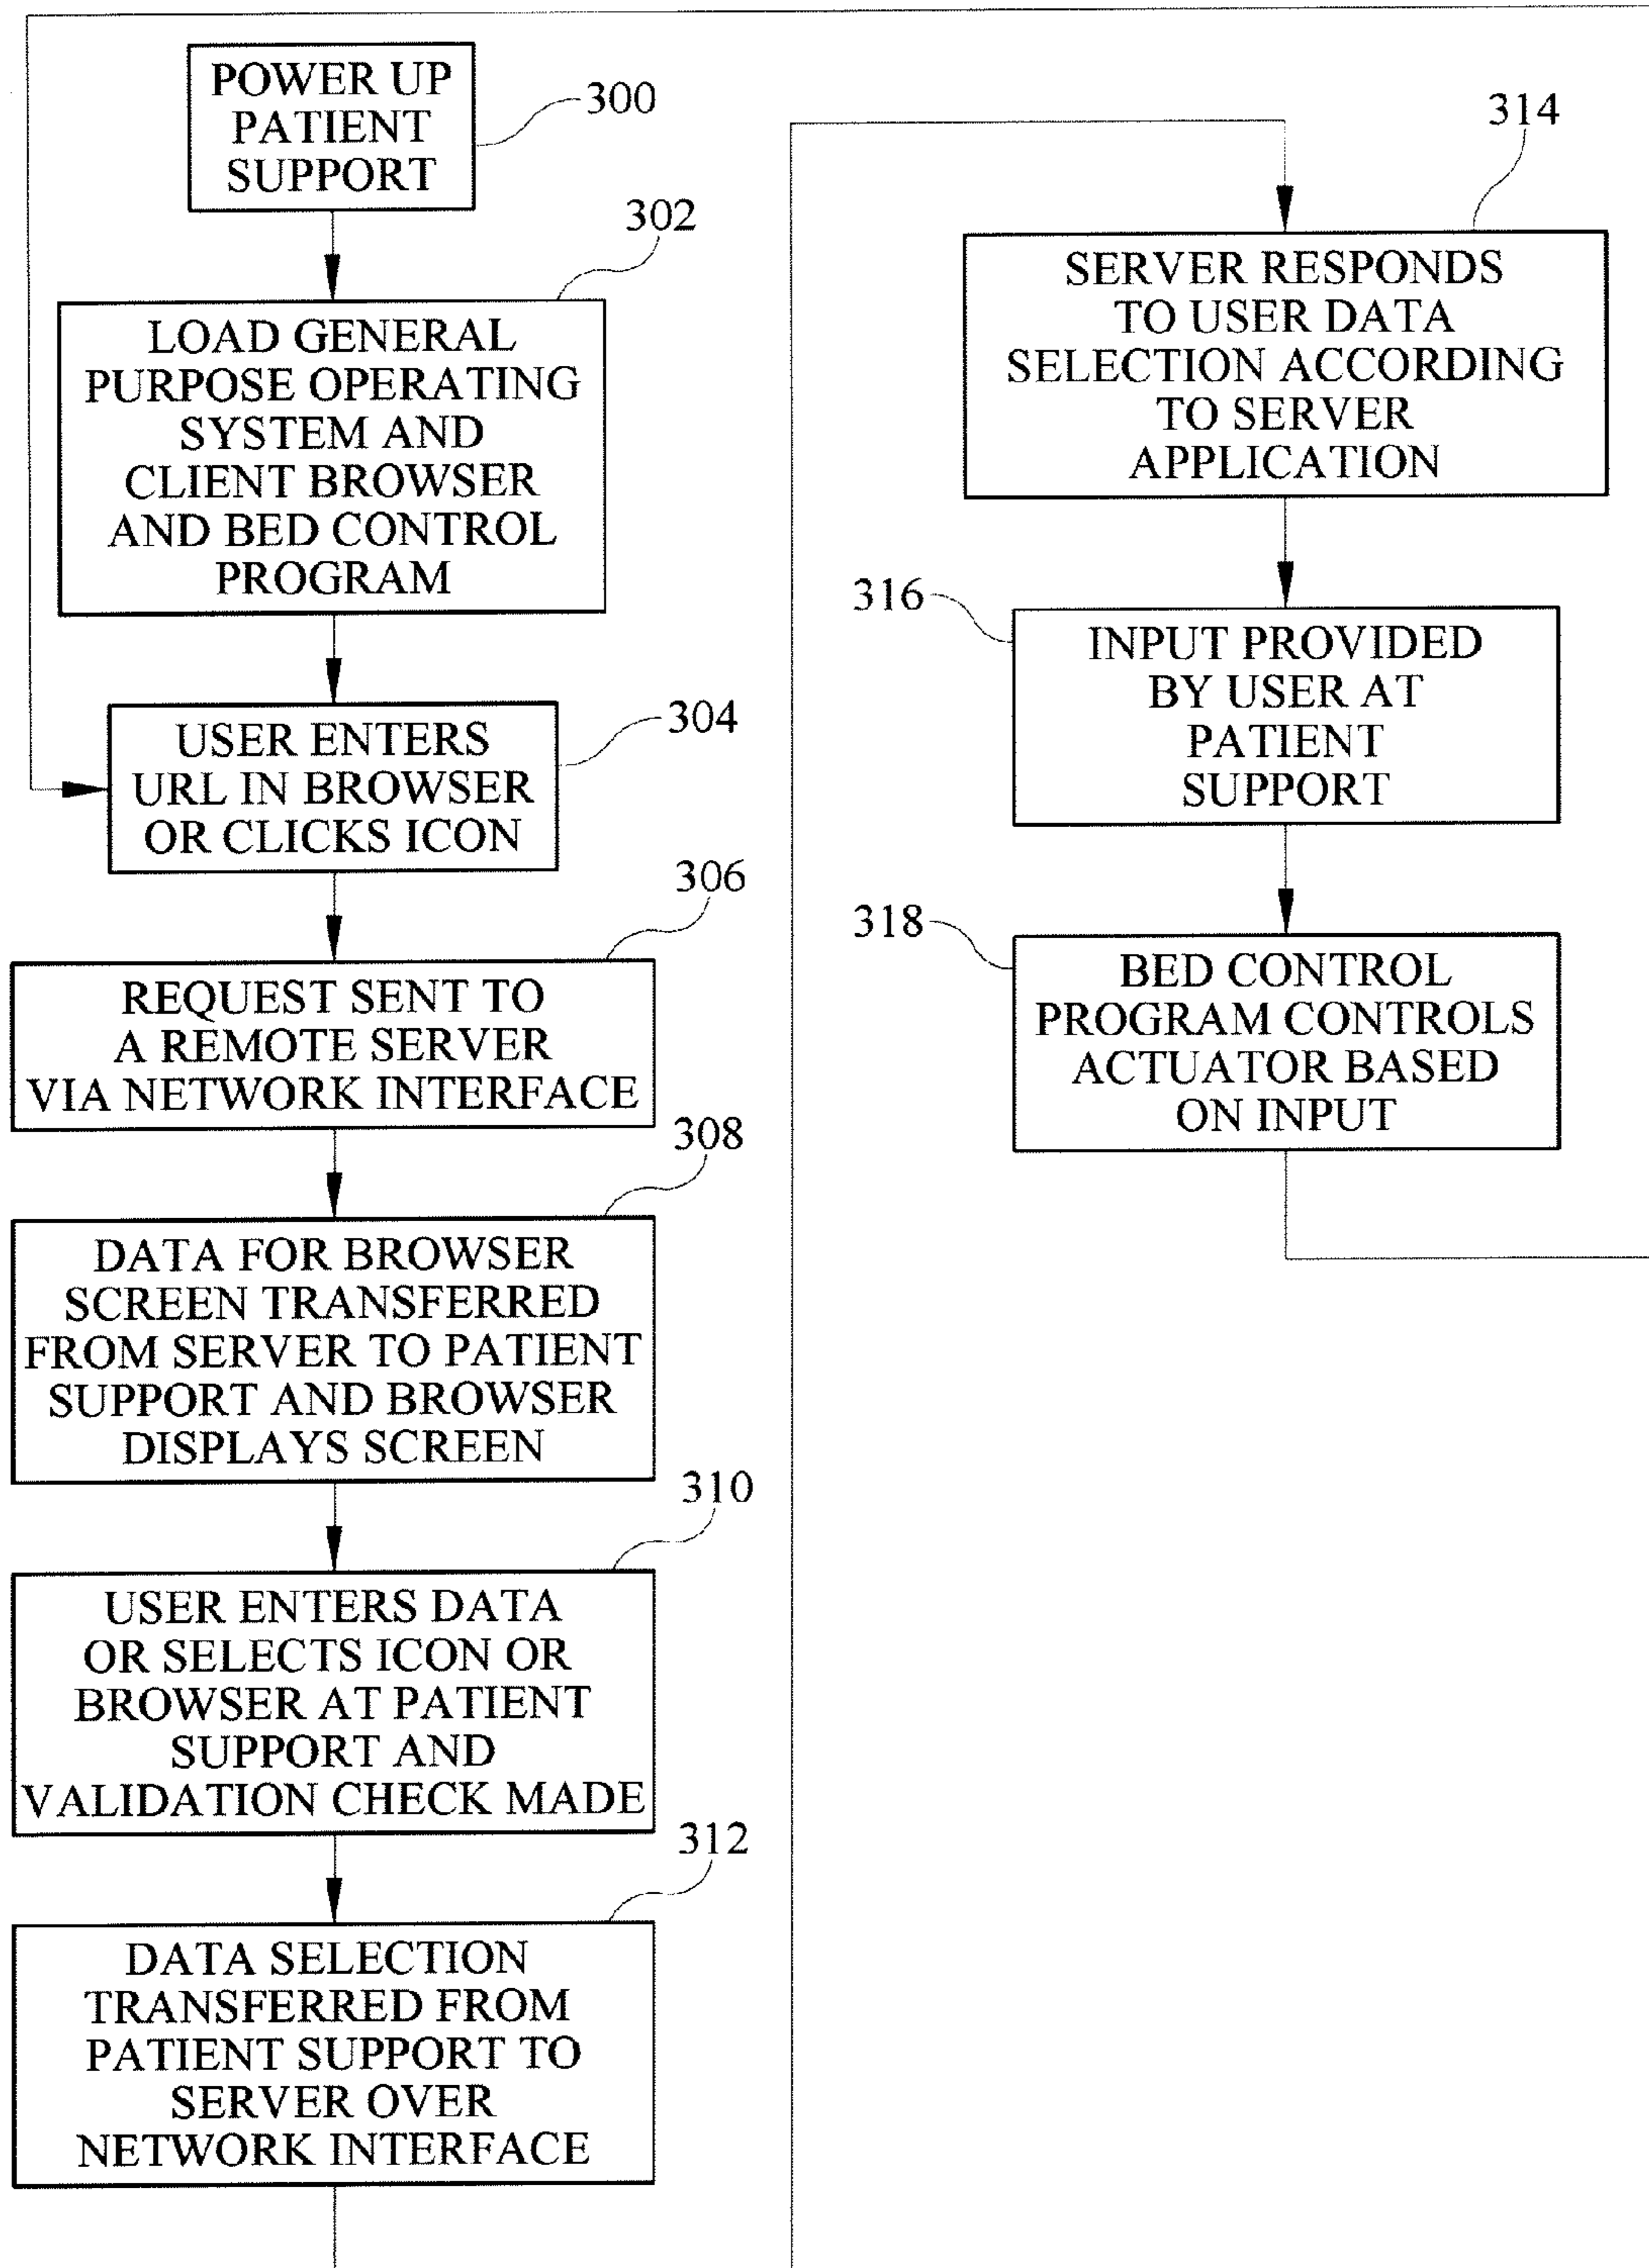 POWER UP
PATIENT
SUPPORT
300
302
LOAD GENERAL
PURPOSE OPERATING
SYSTEM AND
CLIENT BROWSER
AND BED CONTROL
PROGRAM
304
USER ENTERS
URL IN BROWSER
OR CLICKS ICON
306
REQUEST SENT TO
A REMOTE SERVER
VIA NETWORK INTERFACE
308
DATA FOR BROWSER
SCREEN TRANSFERRED
FROM SERVER TO PATIENT
SUPPORT AND BROWSER
DISPLAYS SCREEN
310
USER ENTERS DATA
OR SELECTS ICON OR
BROWSER AT PATIENT
SUPPORT AND
VALIDATION CHECK MADE
312
DATA SELECTION
TRANSFERRED FROM
PATIENT SUPPORT TO
SERVER OVER
NETWORK INTERFACE
314
SERVER RESPONDS
TO USER DATA
SELECTION ACCORDING
TO SERVER
APPLICATION
316
INPUT PROVIDED
BY USER AT
PATIENT
SUPPORT
318
BED CONTROL
PROGRAM CONTROLS
ACTUATOR BASED
ON INPUT